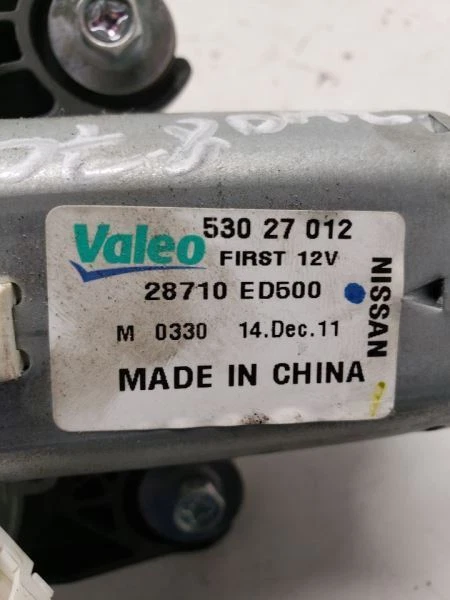 Valeo 530 27 012
FIRST 12V
28710 ED500
M 0330 14.Dec.11
MADE IN CHINA
NISSAN